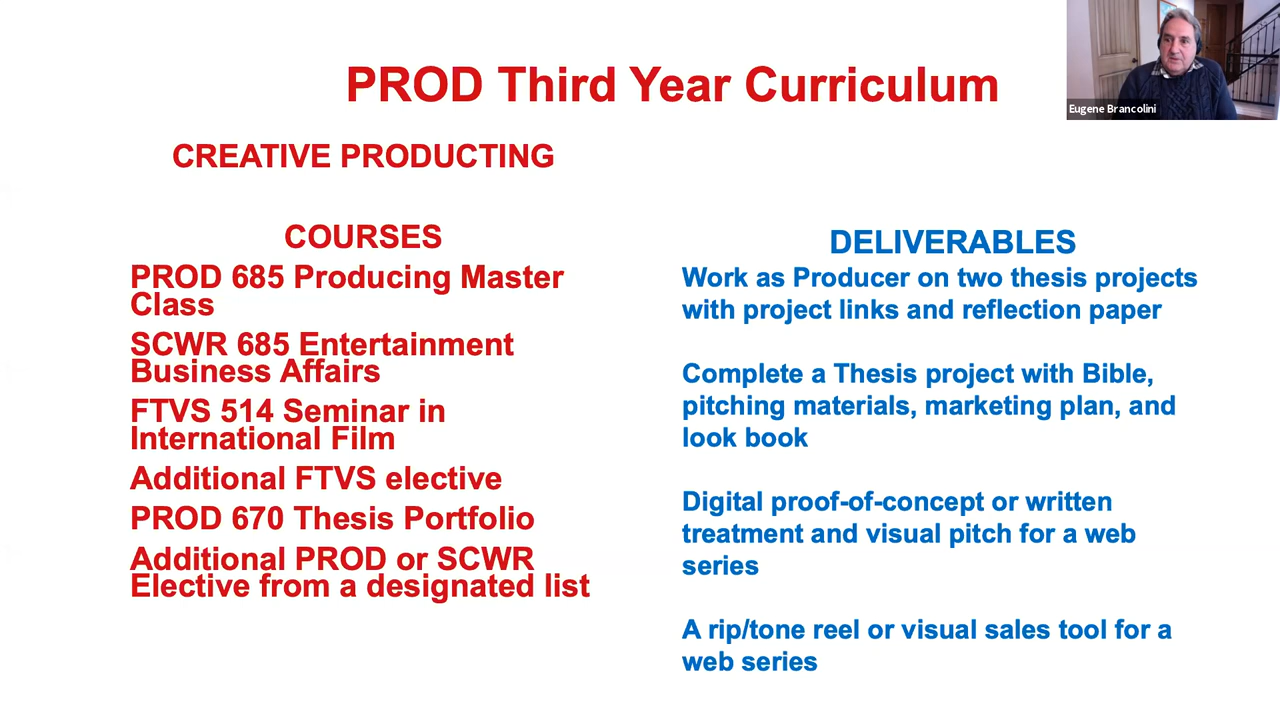 PROD Third Year Curriculum
Eugene Brancolini
CREATIVE PRODUCTING
COURSES
PROD 685 Producing Master
Class
SCWR 685 Entertainment
Business Affairs
FTVS 514 Seminar in
International Film
Additional FTVS elective
PROD 670 Thesis Portfolio
Additional PROD or SCWR
Elective from a designated list
DELIVERABLES
Work as Producer on two thesis projects
with project links and reflection paper
Complete a Thesis project with Bible,
pitching materials, marketing plan, and
look book
Digital proof-of-concept or written
treatment and visual pitch for a web
series
A rip/tone reel or visual sales tool for a
web series